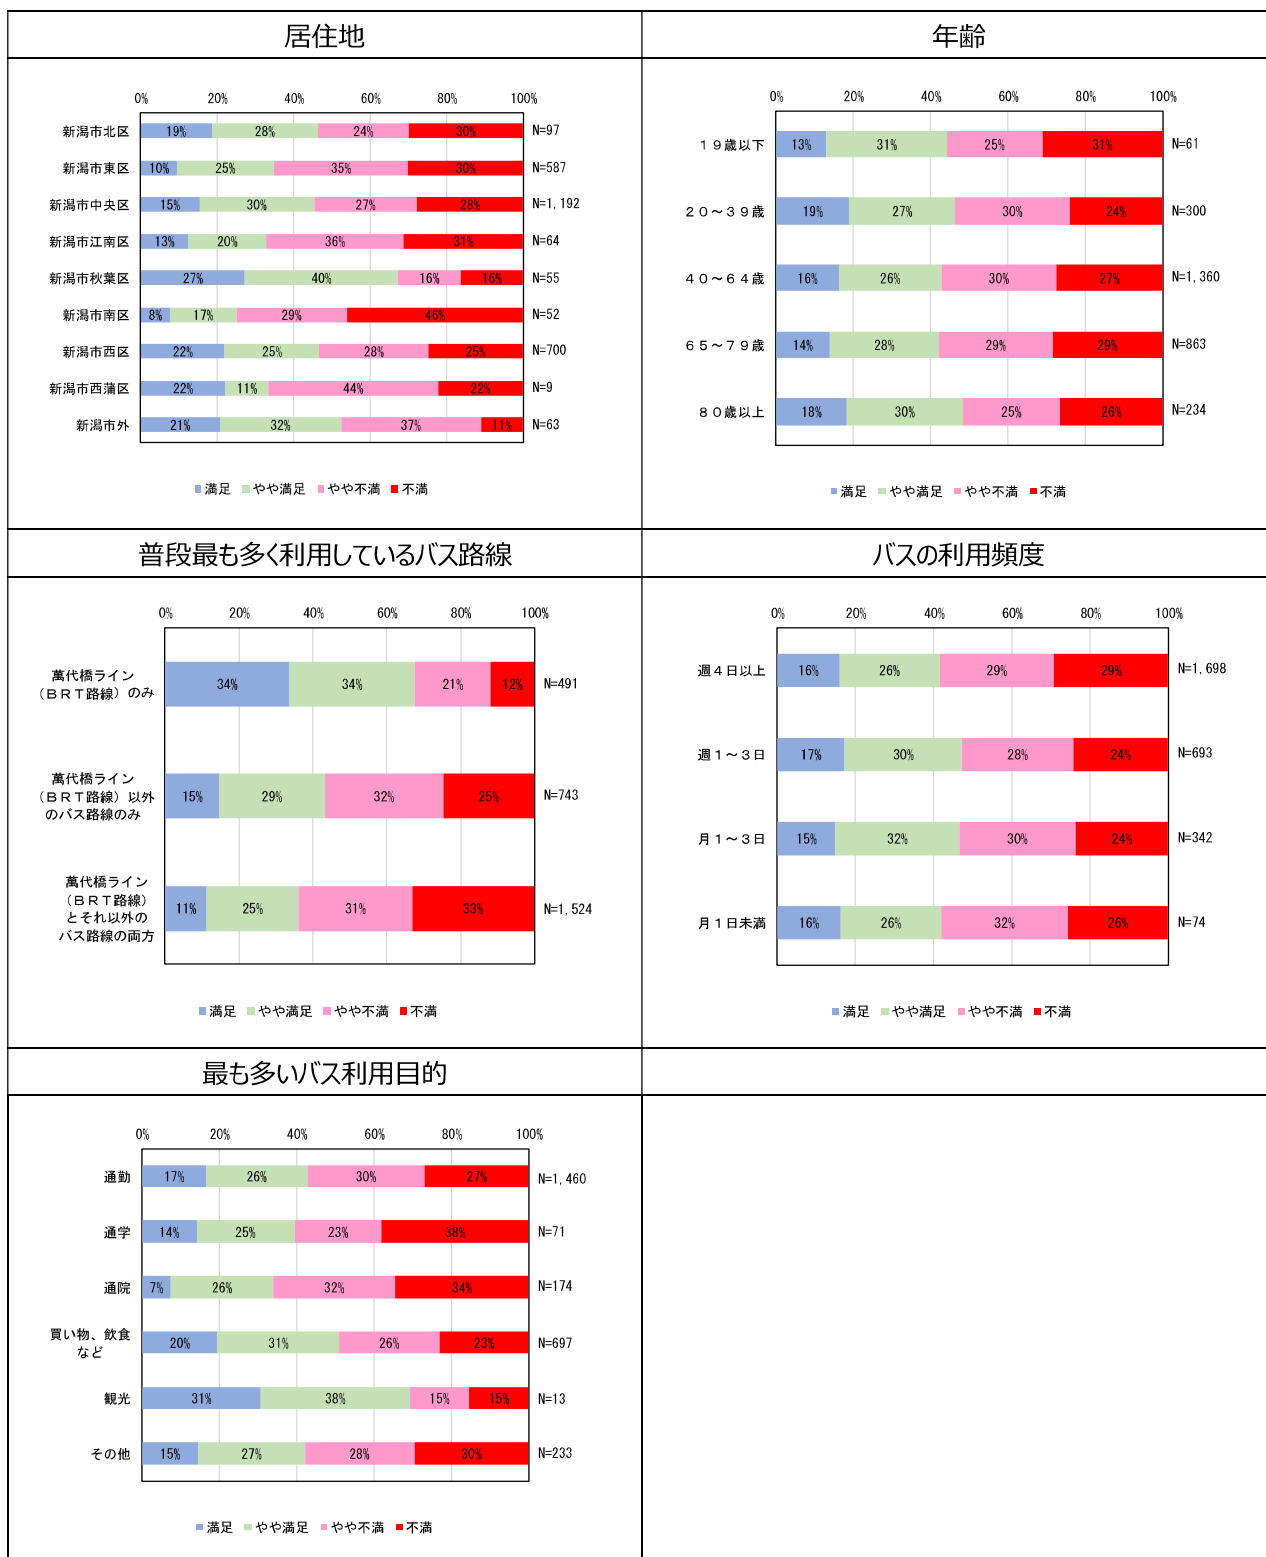 居住地
0% 20% 40% 60% 80% 100%
新潟市北区 19% 28% 24% 30% N=97
新潟市東区 10% 25% 35% 30% N=587
新潟市中央区 15% 30% 27% 28% N=1,192
新潟市江南区 13% 20% 36% 31% N=64
新潟市秋葉区 27% 40% 16% 16% N=55
新潟市南区 8% 17% 29% 46% N=52
新潟市西区 22% 25% 28% 25% N=700
新潟市西蒲区 22% 11% 44% 22% N=9
新潟市外 21% 32% 37% 11% N=63
満足 やや満足 やや不満 不満
年齢
0% 20% 40% 60% 80% 100%
１９歳以下 13% 31% 25% 31% N=61
２０～３９歳 19% 27% 30% 24% N=300
４０～６４歳 16% 26% 30% 27% N=1,360
６５～７９歳 14% 28% 29% 29% N=863
８０歳以上 18% 30% 25% 26% N=234
満足 やや満足 やや不満 不満
普段最も多く利用しているバス路線
0% 20% 40% 60% 80% 100%
萬代橋ライン
（ＢＲＴ路線）のみ
34% 34% 21% 12% N=491
萬代橋ライン
（ＢＲＴ路線）以外
のバス路線のみ
15% 29% 32% 25% N=743
萬代橋ライン
（ＢＲＴ路線）
とそれ以外の
バス路線の両方
11% 25% 31% 33% N=1,524
満足 やや満足 やや不満 不満
バスの利用頻度
0% 20% 40% 60% 80% 100%
週４日以上 16% 26% 29% 29% N=1,698
週１～３日 17% 30% 28% 24% N=693
月１～３日 15% 32% 30% 24% N=342
月１日未満 16% 26% 32% 26% N=74
満足 やや満足 やや不満 不満
最も多いバス利用目的
0% 20% 40% 60% 80% 100%
通勤 17% 26% 30% 27% N=1,460
通学 14% 25% 23% 38% N=71
通院 7% 26% 32% 34% N=174
買い物、飲食
など
20% 31% 26% 23% N=697
観光 31% 38% 15% 15% N=13
その他 15% 27% 28% 30% N=233
満足 やや満足 やや不満 不満